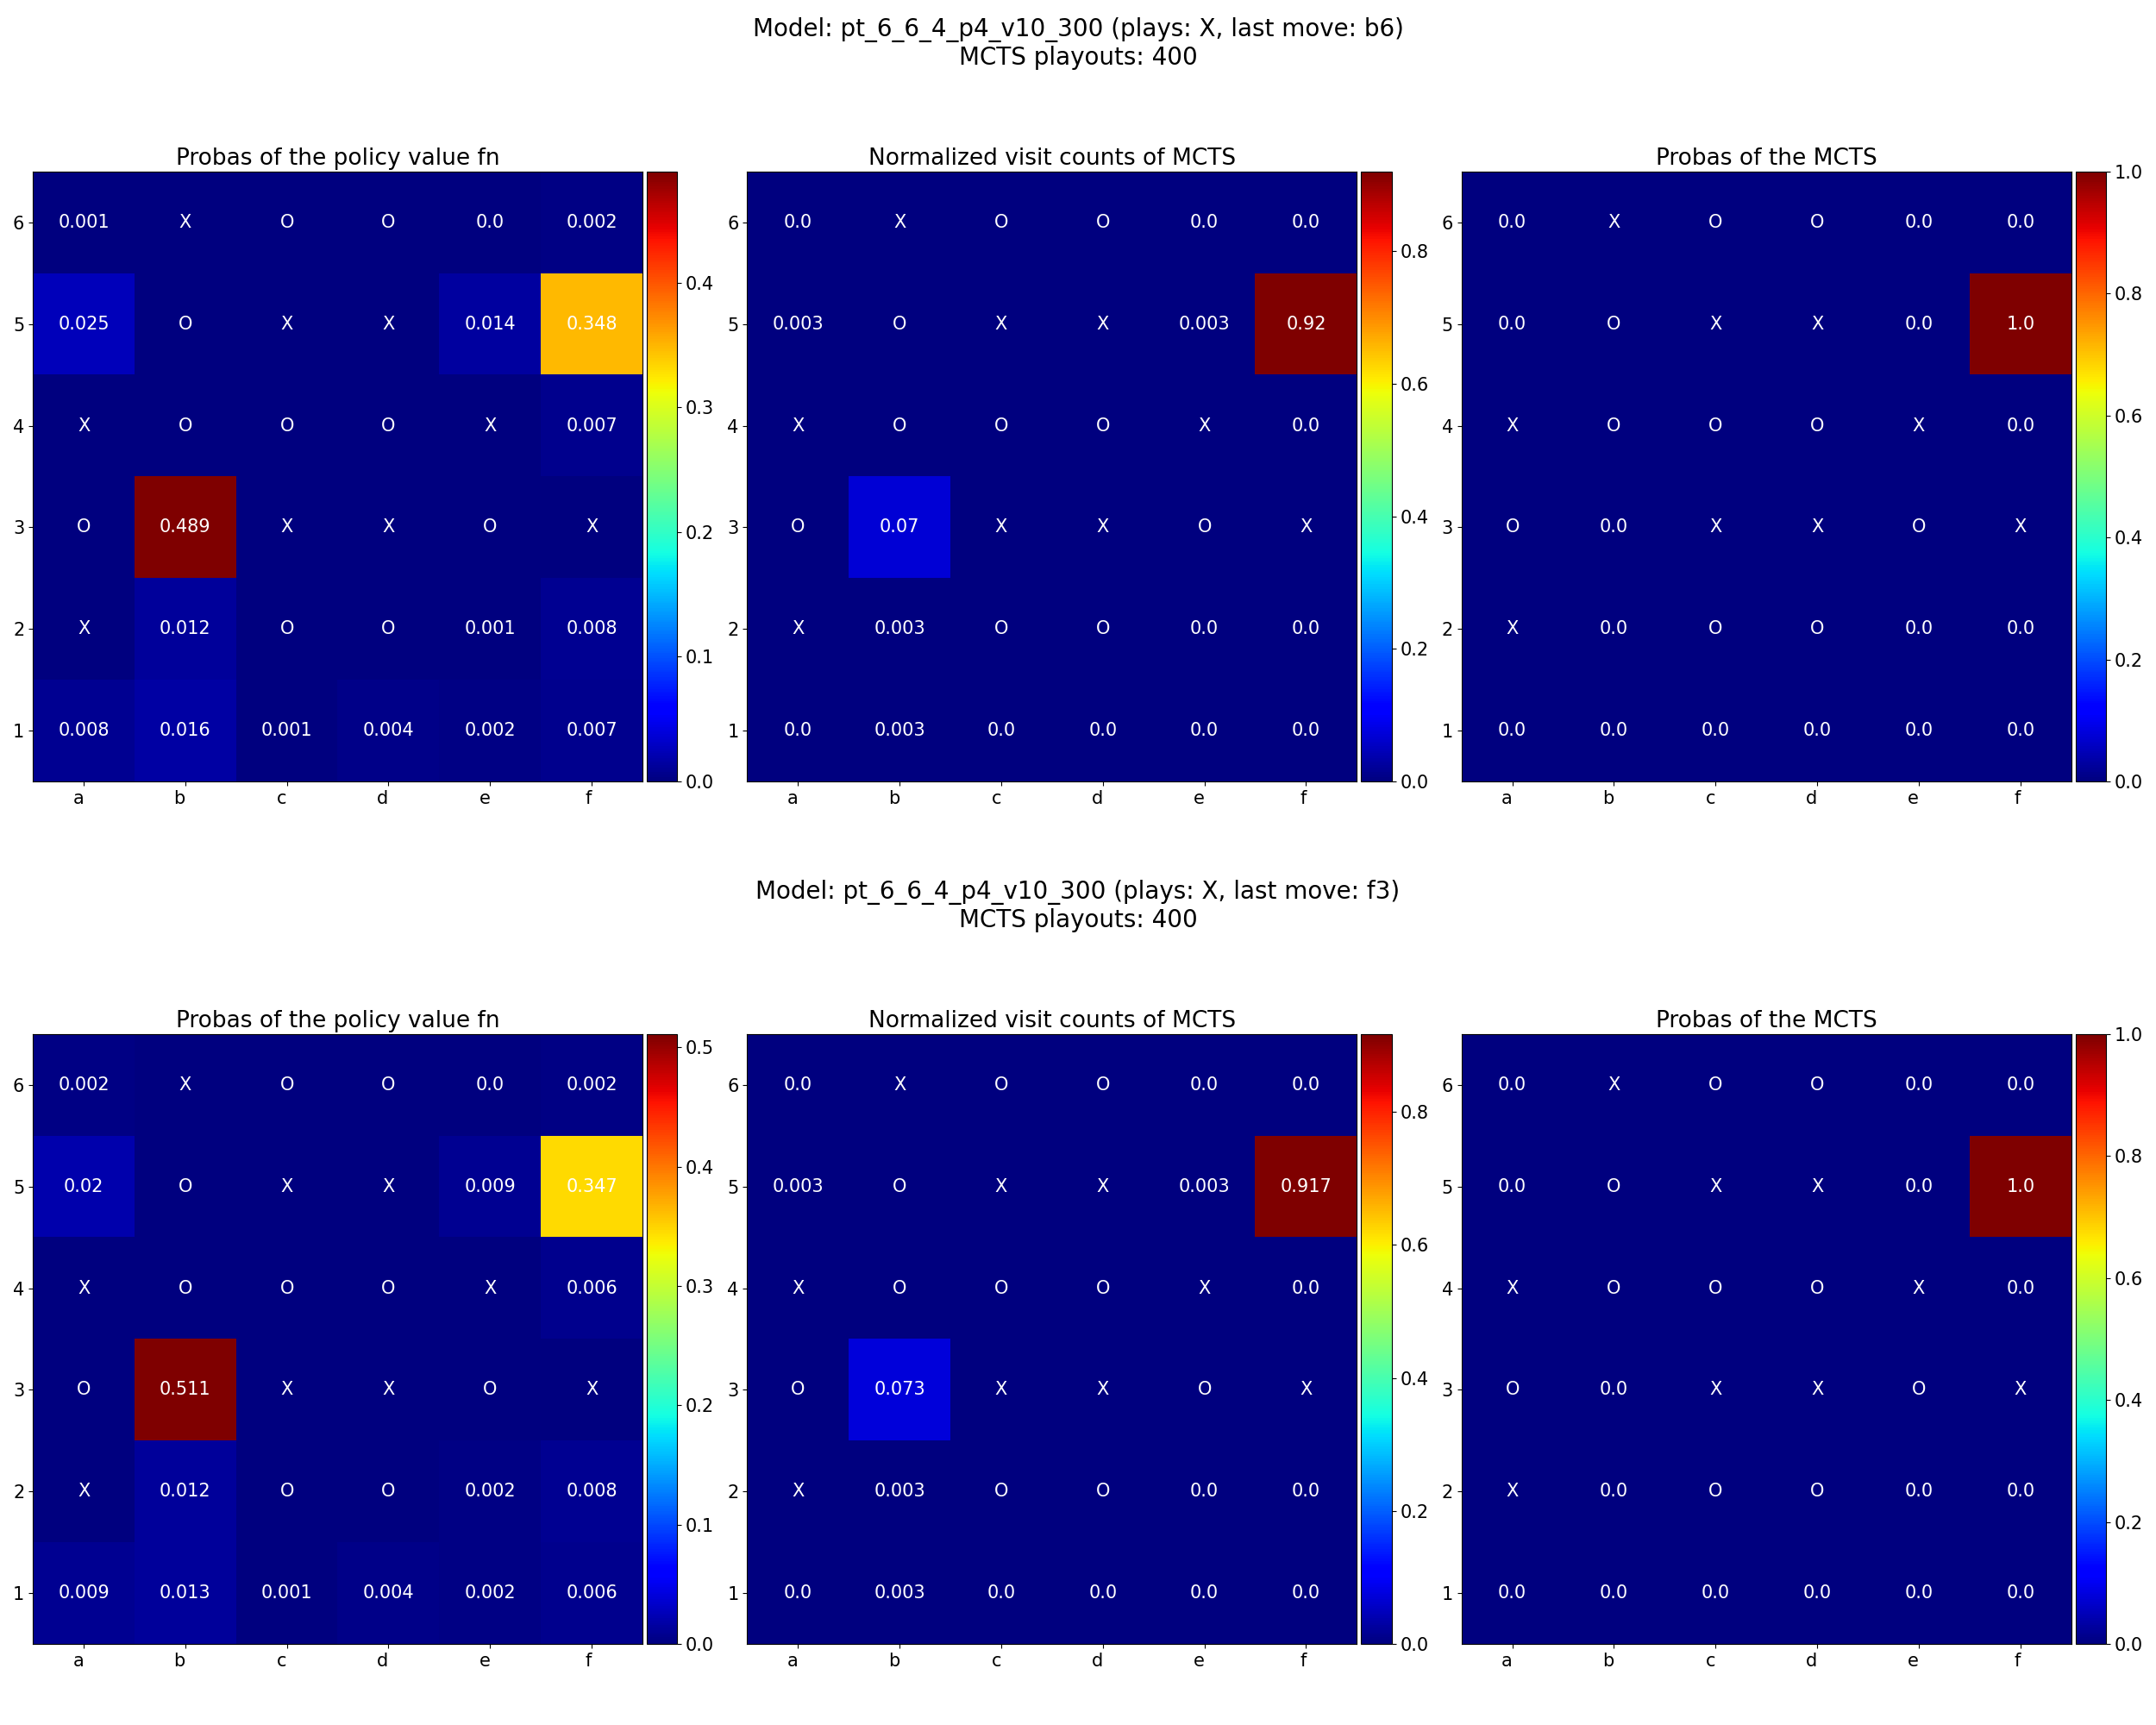 Model: pt_6_6_4_p4_v10_300 (plays: X, last move: b6)
MCTS playouts: 400
Probas of the policy value fn
6 0.001 X O O 0.0 0.002
5 0.025 O X X 0.014 0.348
4 X O O O X 0.007
3 O 0.489 X X O X
2 X 0.012 O O 0.001 0.008
1 0.008 0.016 0.001 0.004 0.002 0.007
a b c d e f
0.4
0.3
0.2
0.1
0.0
Normalized visit counts of MCTS
6 0.0 X O O 0.0 0.0
5 0.003 O X X 0.003 0.92
4 X O O O X 0.0
3 O 0.07 X X O X
2 X 0.003 O O 0.0 0.0
1 0.0 0.003 0.0 0.0 0.0 0.0
a b c d e f
0.8
0.6
0.4
0.2
0.0
Probas of the MCTS
6 0.0 X O O 0.0 0.0
5 0.0 O X X 0.0 1.0
4 X O O O X 0.0
3 O 0.0 X X O X
2 X 0.0 O O 0.0 0.0
1 0.0 0.0 0.0 0.0 0.0 0.0
a b c d e f
1.0
0.8
0.6
0.4
0.2
0.0
Model: pt_6_6_4_p4_v10_300 (plays: X, last move: f3)
MCTS playouts: 400
Probas of the policy value fn
6 0.002 X O O 0.0 0.002
5 0.02 O X X 0.009 0.347
4 X O O O X 0.006
3 O 0.511 X X O X
2 X 0.012 O O 0.002 0.008
1 0.009 0.013 0.001 0.004 0.002 0.006
a b c d e f
0.5
0.4
0.3
0.2
0.1
0.0
Normalized visit counts of MCTS
6 0.0 X O O 0.0 0.0
5 0.003 O X X 0.003 0.917
4 X O O O X 0.0
3 O 0.073 X X O X
2 X 0.003 O O 0.0 0.0
1 0.0 0.003 0.0 0.0 0.0 0.0
a b c d e f
0.8
0.6
0.4
0.2
0.0
Probas of the MCTS
6 0.0 X O O 0.0 0.0
5 0.0 O X X 0.0 1.0
4 X O O O X 0.0
3 O 0.0 X X O X
2 X 0.0 O O 0.0 0.0
1 0.0 0.0 0.0 0.0 0.0 0.0
a b c d e f
1.0
0.8
0.6
0.4
0.2
0.0